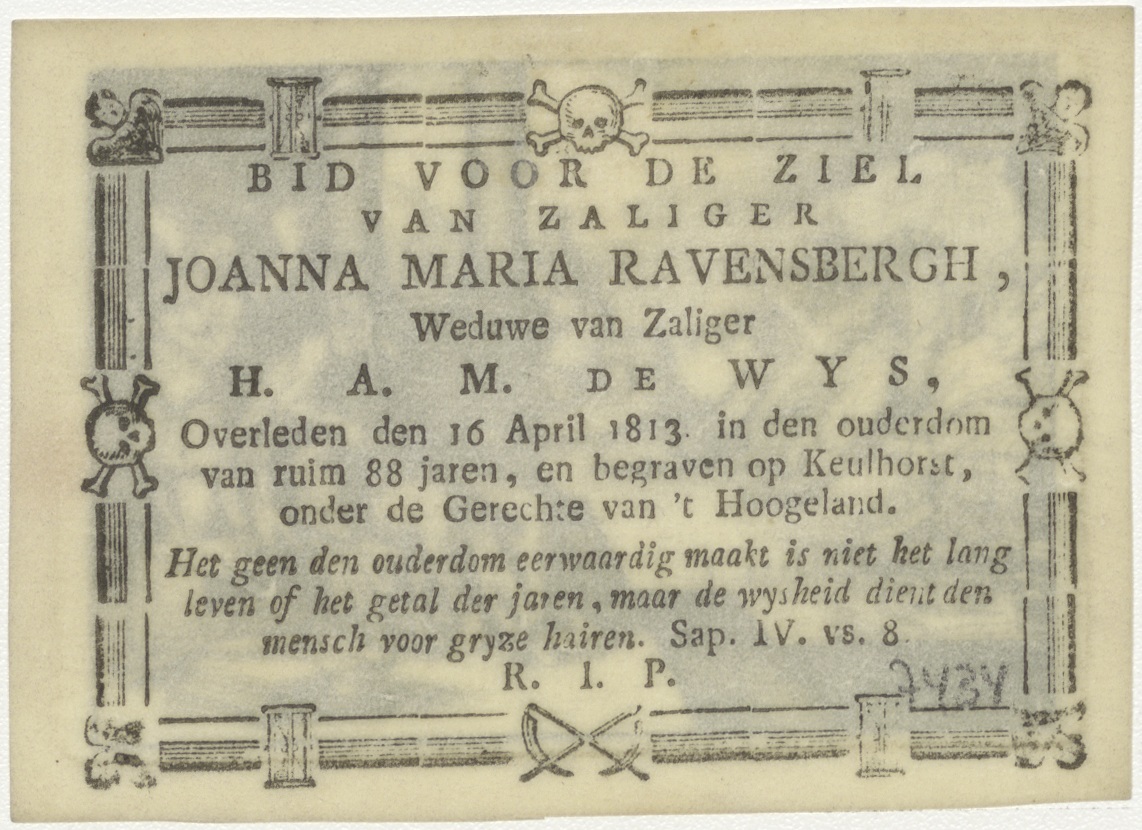 BID VOOR DE ZIEL
VAN ZALIGER
JOANNA MARIA RAVENSBERGH,
Weduwe van Zaliger
H. A. M. DE WYS,
Overleden den 16 April 1813. in den ouderdom
van ruim 88 jaren, en begraven op Keulhorst,
onder de Gerechte van 't Hoogeland.
Het geen den ouderdom eerwaardig maakt is niet het lang
leven of het getal der jaren, maar de wysheid dient den
mensch voor gryze hairen. Sap. IV. vs. 8.
R. I. P.
7434